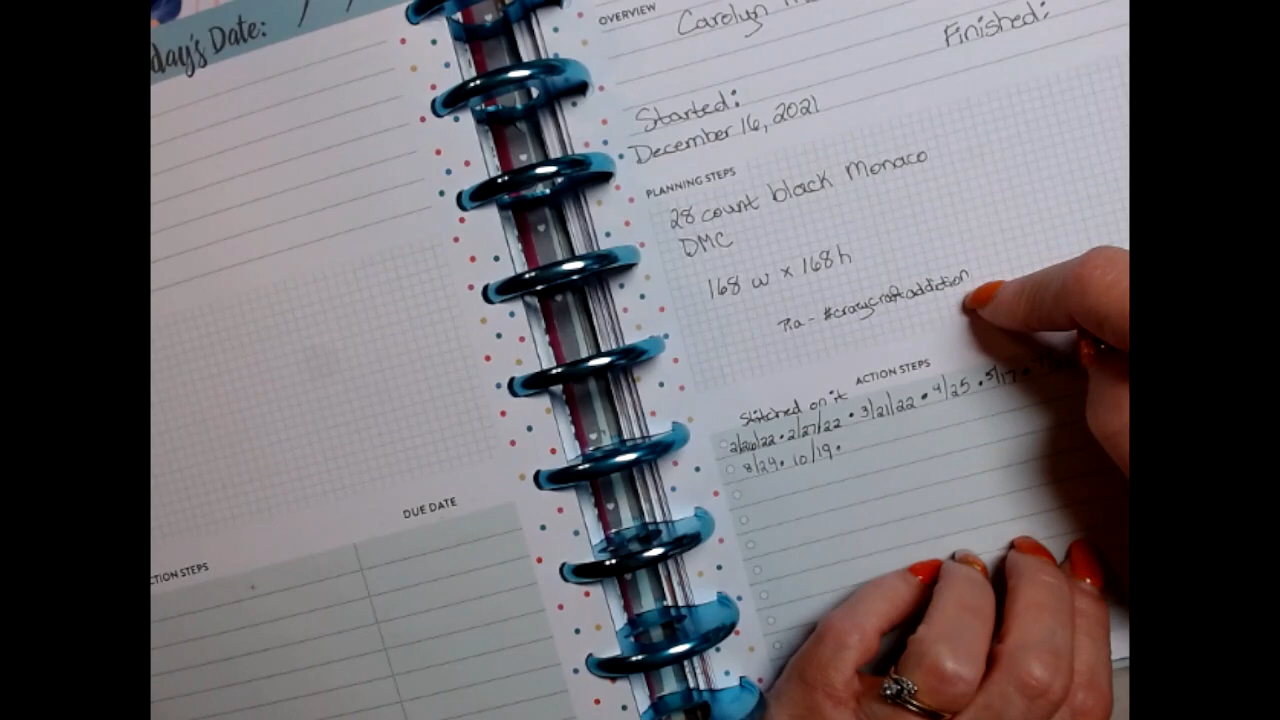 day's Date:
DUE DATE
CTION STEPS
OVERVIEW
Carolyn
Finished:
Started:
December 16, 2021
PLANNING STEPS
28 count black Monaco
DMC
168 w x 168 h
Pia - #crazycraftaddiction
ACTION STEPS
Stitched on it
2/26/22 • 2/27/22 • 3/21/22 • 4/25 • 5/17 •
8/29 • 10/19 •